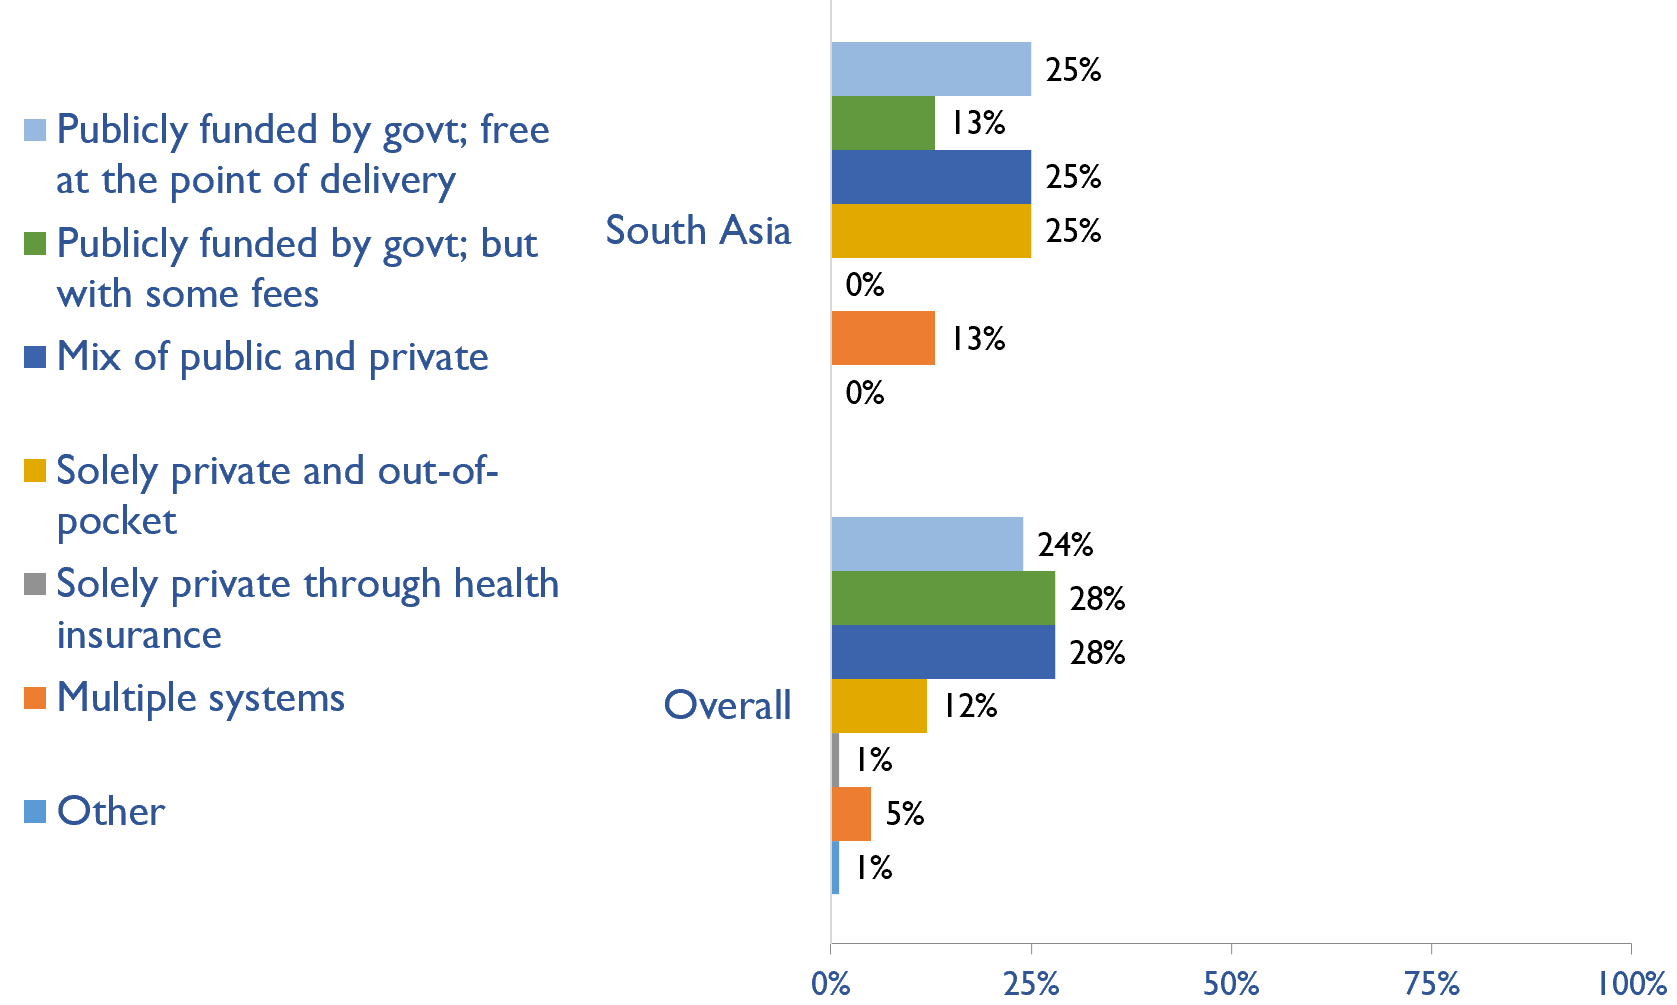 Publicly funded by govt; free
at the point of delivery
Publicly funded by govt; but
with some fees
Mix of public and private
Solely private and out-of-
pocket
Solely private through health
insurance
Multiple systems
Other
South Asia
25%
13%
25%
25%
0%
13%
0%
Overall
24%
28%
28%
12%
1%
5%
1%
0% 25% 50% 75% 100%